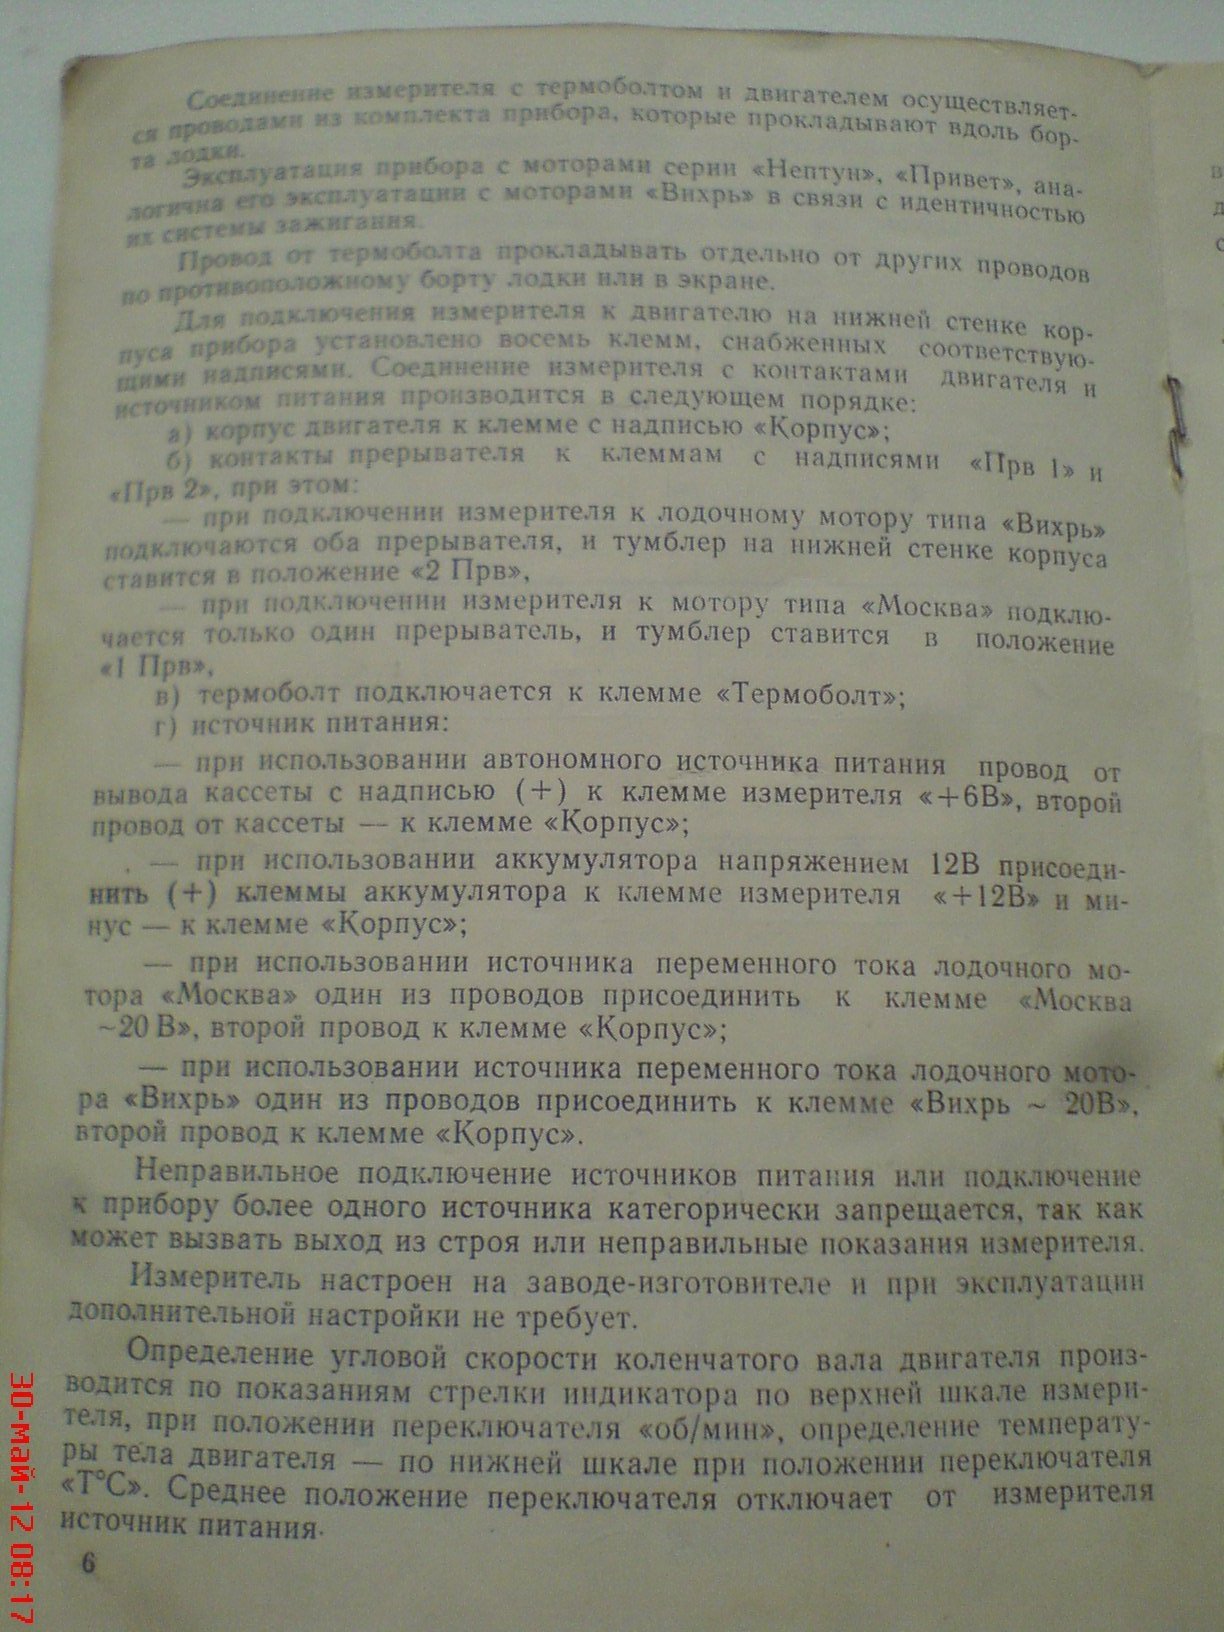 Соединение измерителя с термоболтом и двигателем осуществляет-
ся проводами из комплекта прибора, которые прокладывают вдоль бор-
та лодки.
Эксплуатация прибора с моторами серии «Нептун», «Привет», ана-
логична его эксплуатации с моторами «Вихрь» в связи с идентичностью
их системы зажигания.
Провод от термоболта прокладывать отдельно от других проводов
по противоположному борту лодки или в экране.
Для подключения измерителя к двигателю на нижней стенке кор-
пуса прибора установлено восемь клемм, снабженных соответствую-
щими надписями. Соединение измерителя с контактами двигателя и
источником питания производится в следующем порядке:
а) корпус двигателя к клемме с надписью «Корпус»;
б) контакты прерывателя к клеммам с надписями «Прв 1» и
«Прв 2», при этом:
— при подключении измерителя к лодочному мотору типа «Вихрь»
подключаются оба прерывателя, и тумблер на нижней стенке корпуса
ставится в положение «2 Прв»,
— при подключении измерителя к мотору типа «Москва» подклю-
чается только один прерыватель, и тумблер ставится в положение
«1 Прв»,
в) термоболт подключается к клемме «Термоболт»;
г) источник питания:
— при использовании автономного источника питания провод от
вывода кассеты с надписью (+) к клемме измерителя «+6В», второй
провод от кассеты — к клемме «Корпус»;
— при использовании аккумулятора напряжением 12В присоеди-
нить (+) клеммы аккумулятора к клемме измерителя «+12В» и ми-
нус — к клемме «Корпус»;
— при использовании источника переменного тока лодочного мо-
тора «Москва» один из проводов присоединить к клемме «Москва
~20 В», второй провод к клемме «Корпус»;
— при использовании источника переменного тока лодочного мото-
ра «Вихрь» один из проводов присоединить к клемме «Вихрь ~ 20В»,
второй провод к клемме «Корпус».
Неправильное подключение источников питания или подключение
к прибору более одного источника категорически запрещается, так как
может вызвать выход из строя или неправильные показания измерителя.
Измеритель настроен на заводе-изготовителе и при эксплуатации
дополнительной настройки не требует.
Определение угловой скорости коленчатого вала двигателя произ-
водится по показаниям стрелки индикатора по верхней шкале измери-
теля, при положении переключателя «об/мин», определение температу-
ры тела двигателя — по нижней шкале при положении переключателя
«Т°С». Среднее положение переключателя отключает от измерителя
источник питания.
6
30-май-12 08:17